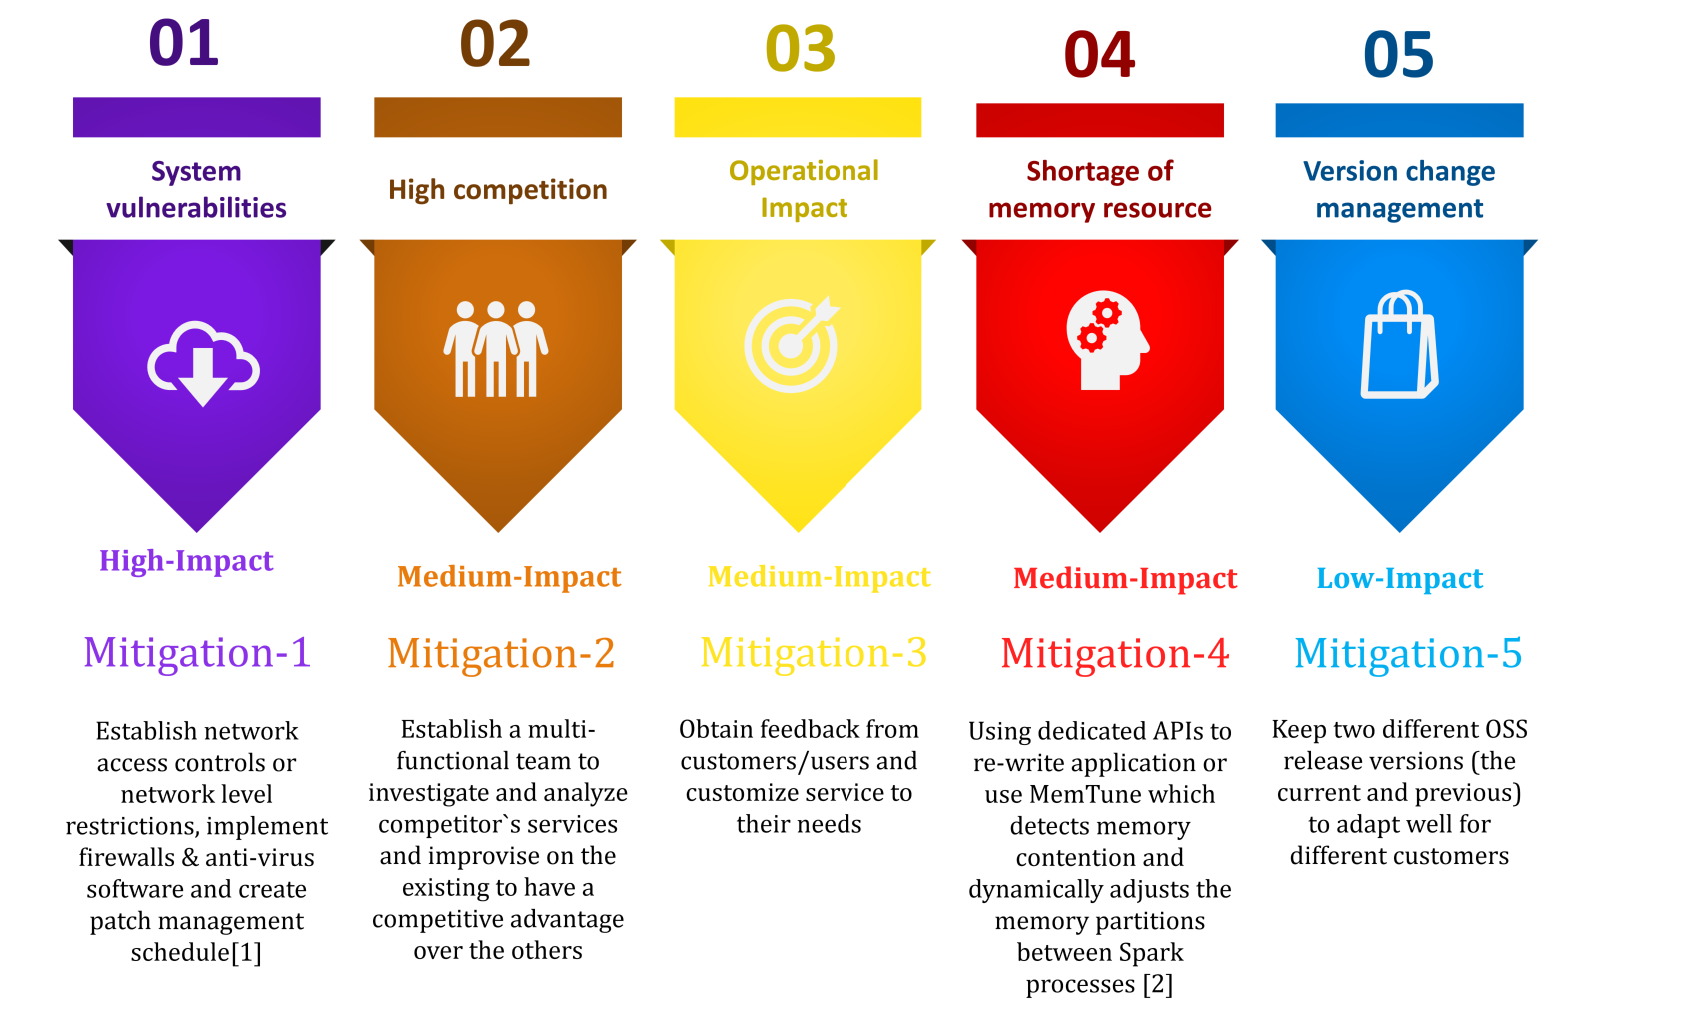 01
System
vulnerabilities
High-Impact
Mitigation-1
Establish network
access controls or
network level
restrictions, implement
firewalls & anti-virus
software and create
patch management
schedule[1]
02
High competition
Medium-Impact
Mitigation-2
Establish a multi-
functional team to
investigate and analyze
competitor`s services
and improvise on the
existing to have a
competitive advantage
over the others
03
Operational
Impact
Medium-Impact
Mitigation-3
Obtain feedback from
customers/users and
customize service to
their needs
04
Shortage of
memory resource
Medium-Impact
Mitigation-4
Using dedicated APIs to
re-write application or
use MemTune which
detects memory
contention and
dynamically adjusts the
memory partitions
between Spark
processes [2]
05
Version change
management
Low-Impact
Mitigation-5
Keep two different OSS
release versions (the
current and previous)
to adapt well for
different customers